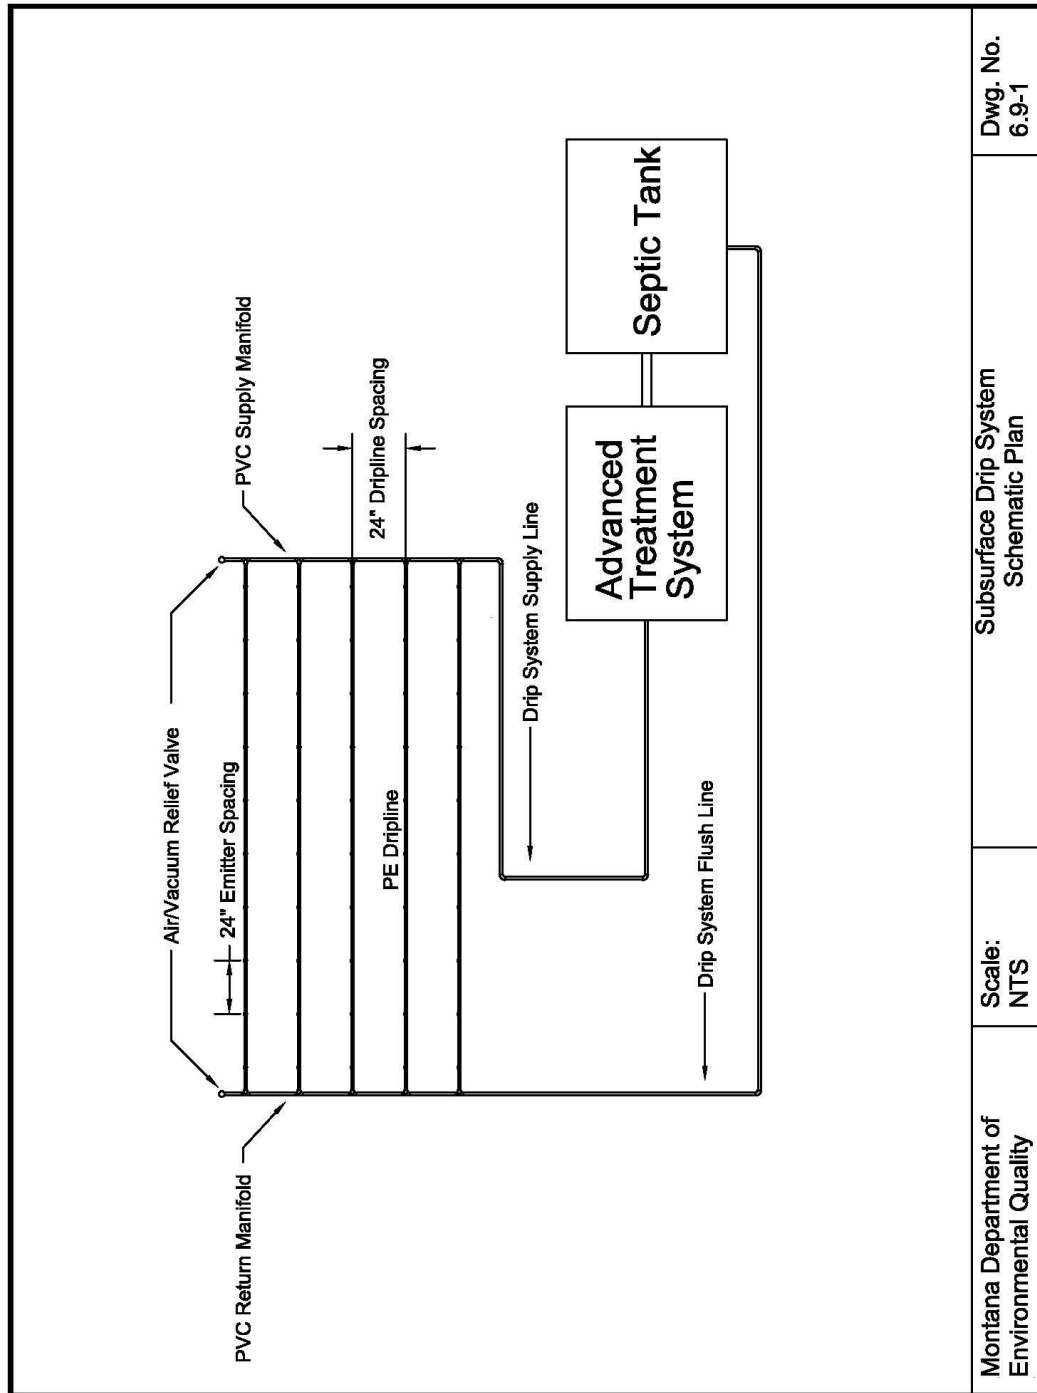 Air/Vacuum Relief Valve
PVC Return Manifold
24" Emitter Spacing
PVC Supply Manifold
24" Dripline Spacing
PE Dripline
Drip System Supply Line
Drip System Flush Line
Advanced
Treatment
System
Septic Tank
Montana Department of
Environmental Quality
Scale:
NTS
Subsurface Drip System
Schematic Plan
Dwg. No.
6.9-1